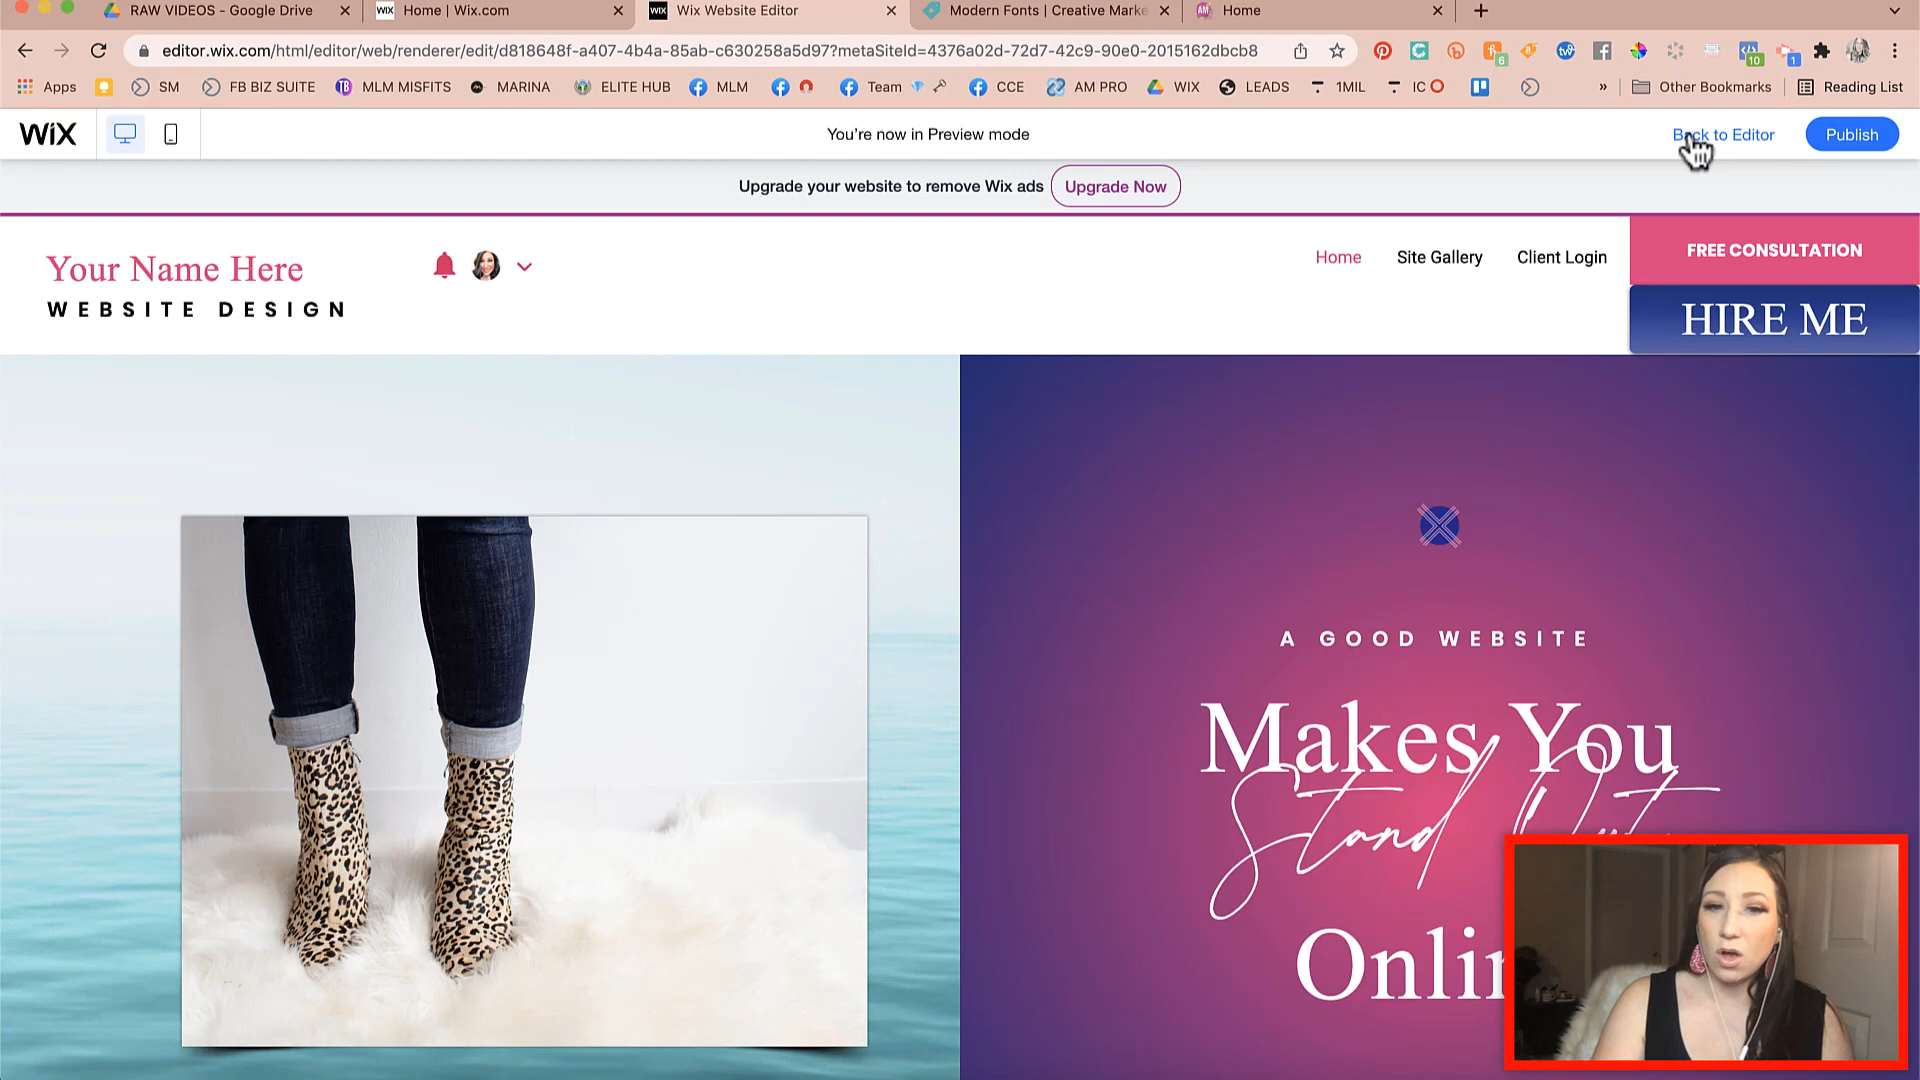 RAW VIDEOS - Google Drive
Home | Wix.com
Wix Website Editor
Modern Fonts | Creative Marke
Home
editor.wix.com/html/editor/web/renderer/edit/d818648f-a407-4b4a-85ab-c630258a5d97?metaSiteId=4376a02d-72d7-42c9-90e0-2015162dbcb8
Apps SM FB BIZ SUITE MLM MISFITS MARINA ELITE HUB MLM Team CCE AM PRO WIX LEADS 1MIL IC » Other Bookmarks Reading List
WiX
You're now in Preview mode
Back to Editor
Publish
Upgrade your website to remove Wix ads
Upgrade Now
Your Name Here
WEBSITE DESIGN
Home
Site Gallery
Client Login
FREE CONSULTATION
HIRE ME
A GOOD WEBSITE
Makes You
Stand Out
Onlin